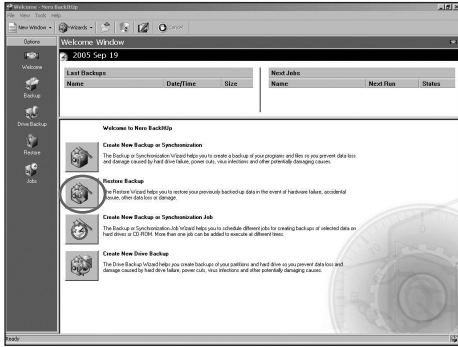 Welcome - Nero BackItUp
File View Tools Help
New Window Wizards Cancel
Options
Welcome
Backup
Drive Backup
Restore
Jobs
Welcome Window
2005 Sep 19
Last Backups
Name Date/Time Size
Next Jobs
Name Next Run Status
Welcome to Nero BackItUp
Create New Backup or Synchronization
The Backup or Synchronization Wizard helps you to create a backup of your programs and files so you prevent data loss
and damage caused by hard drive failure, power cuts, virus infections and other potentially damaging causes.
Restore Backup
The Restore Wizard helps you to restore your previously backed-up data in the event of hardware failure, accidental
erasure, other data loss or damage.
Create New Backup or Synchronization Job
The Backup or Synchronization Job Wizard helps you to schedule different jobs for creating backups of selected data on
hard drives or CD-ROM. More than one job can be added to execute at different times.
Create New Drive Backup
The Drive Backup Wizard helps you create backups of your partitions and hard drive so you prevent data loss and
damage caused by hard drive failure, power cuts, virus infections and other potentially damaging causes.
Ready